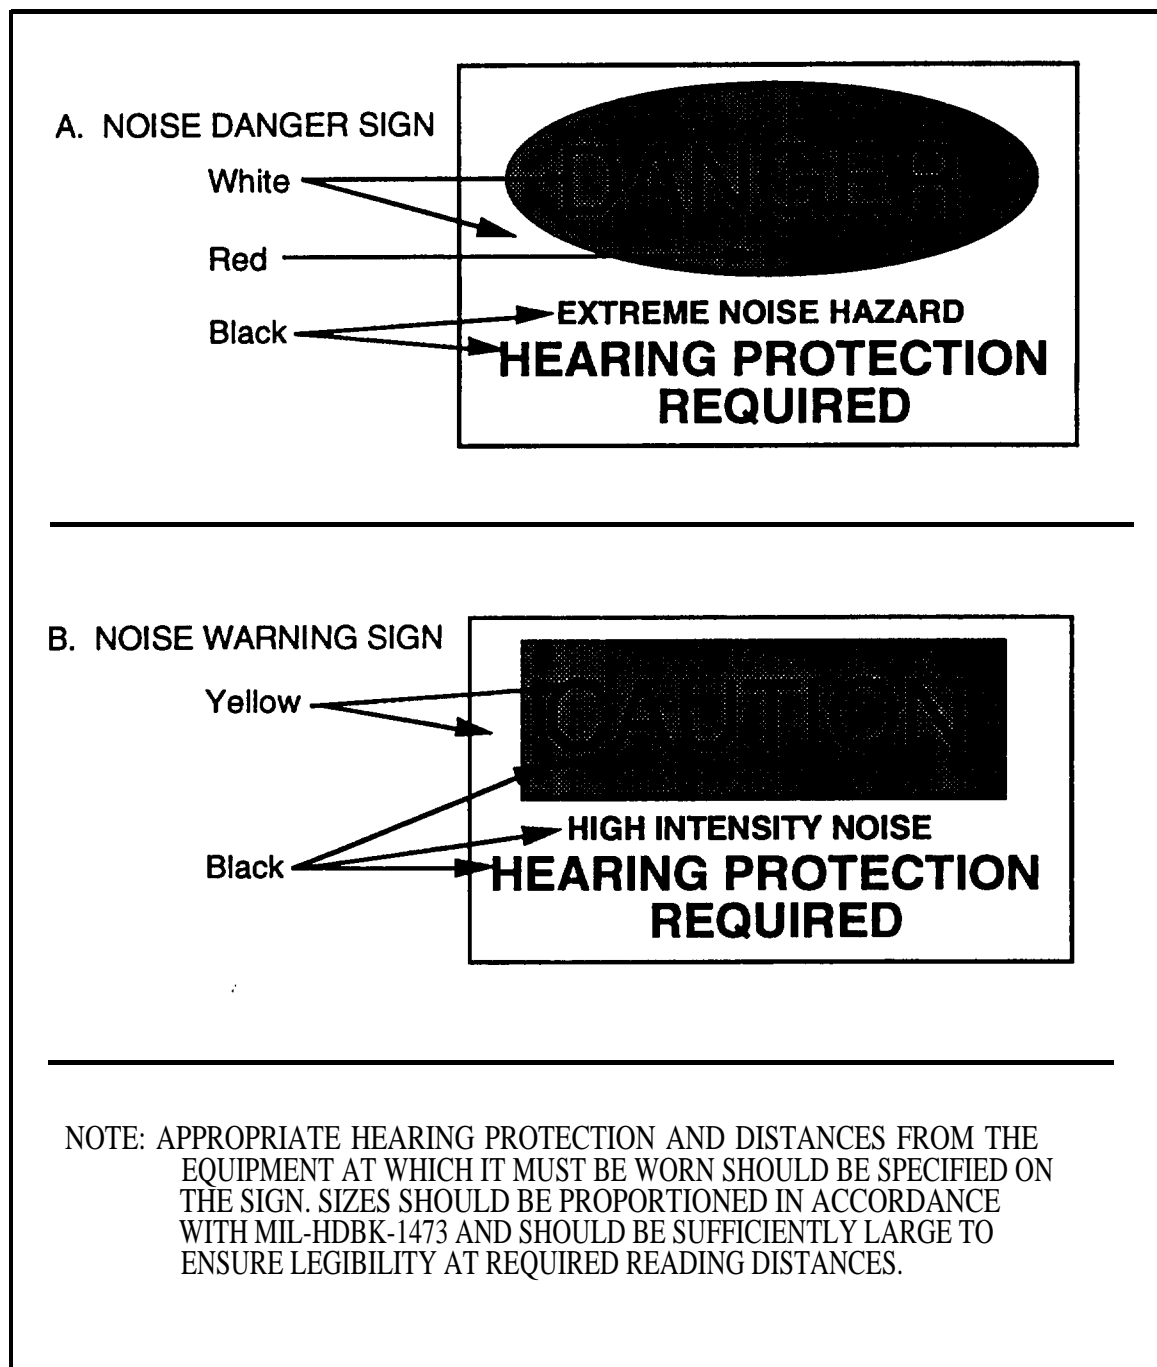 A. NOISE DANGER SIGN
White
Red
Black
DANGER
EXTREME NOISE HAZARD
HEARING PROTECTION
REQUIRED
B. NOISE WARNING SIGN
Yellow
Black
CAUTION
HIGH INTENSITY NOISE
HEARING PROTECTION
REQUIRED
NOTE: APPROPRIATE HEARING PROTECTION AND DISTANCES FROM THE
EQUIPMENT AT WHICH IT MUST BE WORN SHOULD BE SPECIFIED ON
THE SIGN. SIZES SHOULD BE PROPORTIONED IN ACCORDANCE
WITH MIL-HDBK-1473 AND SHOULD BE SUFFICIENTLY LARGE TO
ENSURE LEGIBILITY AT REQUIRED READING DISTANCES.